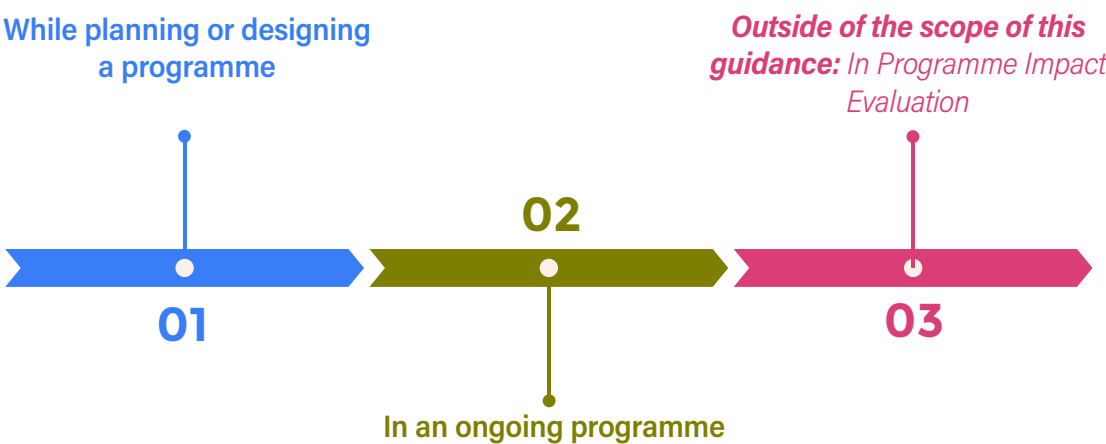 While planning or designing
a programme
01
02
In an ongoing programme
Outside of the scope of this
guidance: In Programme Impact
Evaluation
03